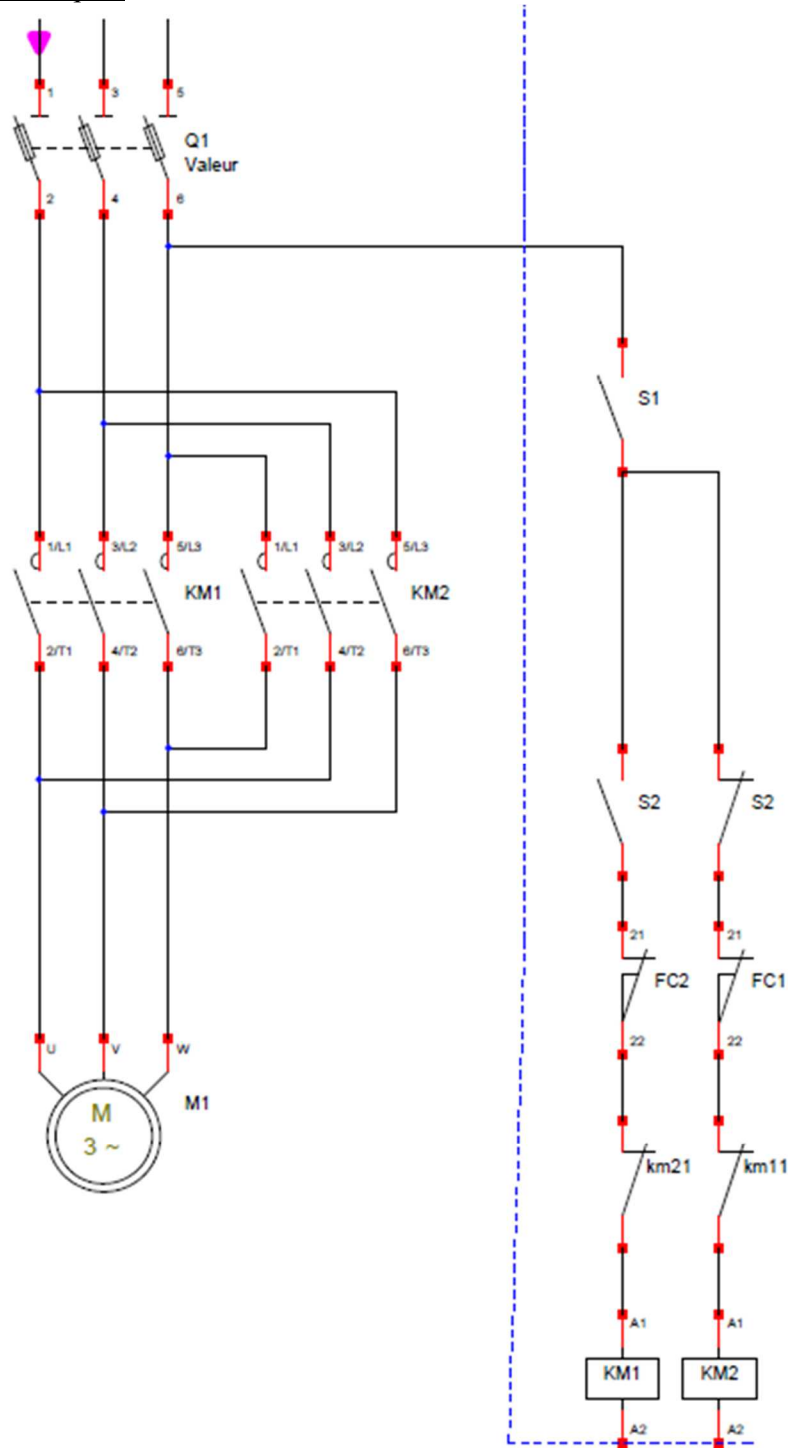 1 3 5
Q1
Valeur
2 4 6
S1
1/L1 3/L2 5/L3 1/L1 3/L2 5/L3
KM1 KM2
2/T1 4/T2 6/T3 2/T1 4/T2 6/T3
S2 S2
21 21
FC2 FC1
22 22
U V W
M1
M
3 ~
km21 km11
A1 A1
KM1 KM2
A2 A2